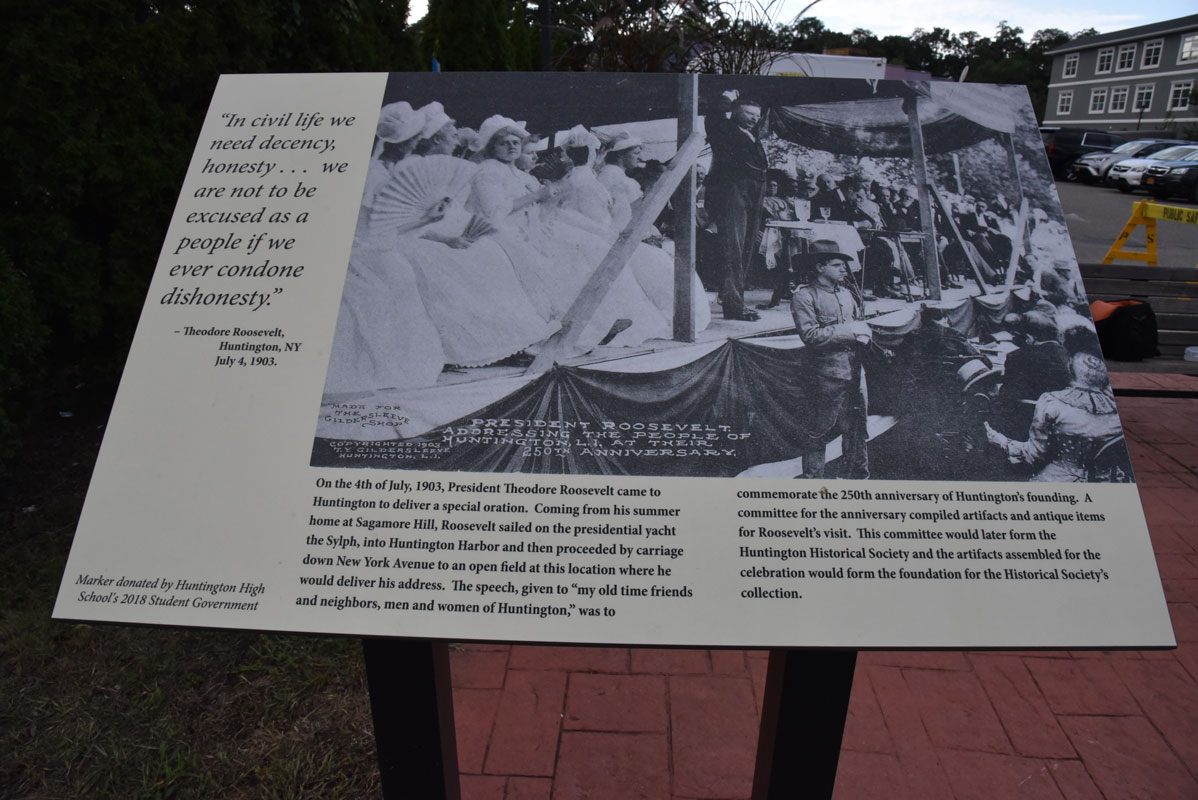 “In civil life we
need decency,
honesty . . . we
are not to be
excused as a
people if we
ever condone
dishonesty.”
– Theodore Roosevelt,
Huntington, NY
July 4, 1903.
Marker donated by Huntington High
School’s 2018 Student Government
MADE FOR
THE
GILDERSLEEVE
SHOP
COPYRIGHTED 1903
T.Y GILDERSLEEVE
HUNTINGTON, L.I.
PRESIDENT ROOSEVELT
ADDRESSING THE PEOPLE OF
HUNTINGTON, L.I. AT THEIR
250TH ANNIVERSARY.
On the 4th of July, 1903, President Theodore Roosevelt came to
Huntington to deliver a special oration. Coming from his summer
home at Sagamore Hill, Roosevelt sailed on the presidential yacht
the Sylph, into Huntington Harbor and then proceeded by carriage
down New York Avenue to an open field at this location where he
would deliver his address. The speech, given to “my old time friends
and neighbors, men and women of Huntington,” was to
commemorate the 250th anniversary of Huntington’s founding. A
committee for the anniversary compiled artifacts and antique items
for Roosevelt’s visit. This committee would later form the
Huntington Historical Society and the artifacts assembled for the
celebration would form the foundation for the Historical Society’s
collection.
PUBLIC SA